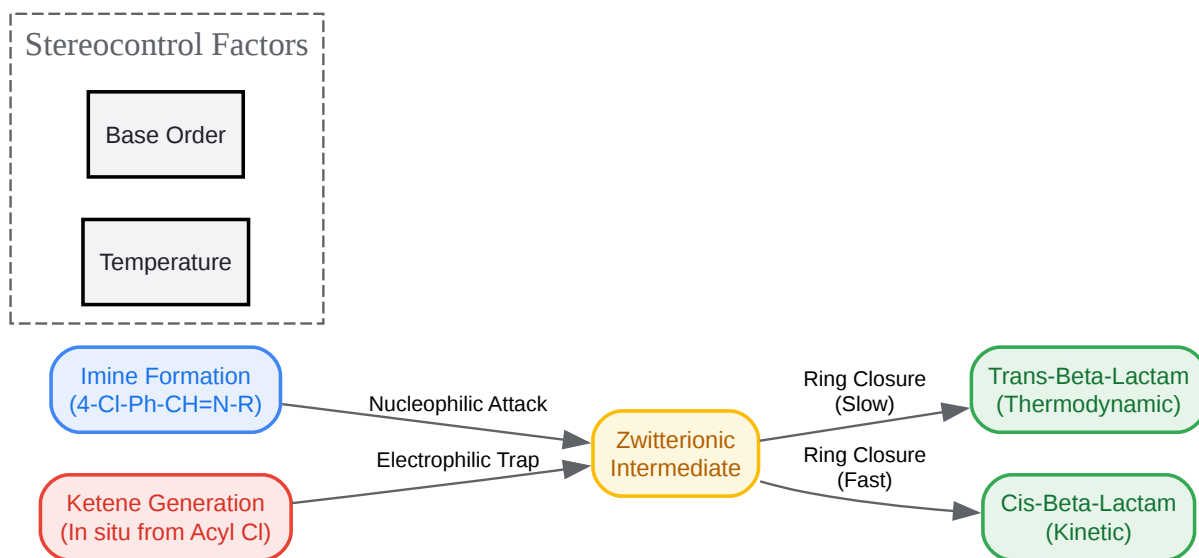 Stereocontrol Factors
Base Order
Temperature
Imine Formation
(4-Cl-Ph-CH=N-R)
Ketene Generation
(In situ from Acyl Cl)
Nucleophilic Attack
Electrophilic Trap
Zwitterionic
Intermediate
Ring Closure
(Slow)
Ring Closure
(Fast)
Trans-Beta-Lactam
(Thermodynamic)
Cis-Beta-Lactam
(Kinetic)